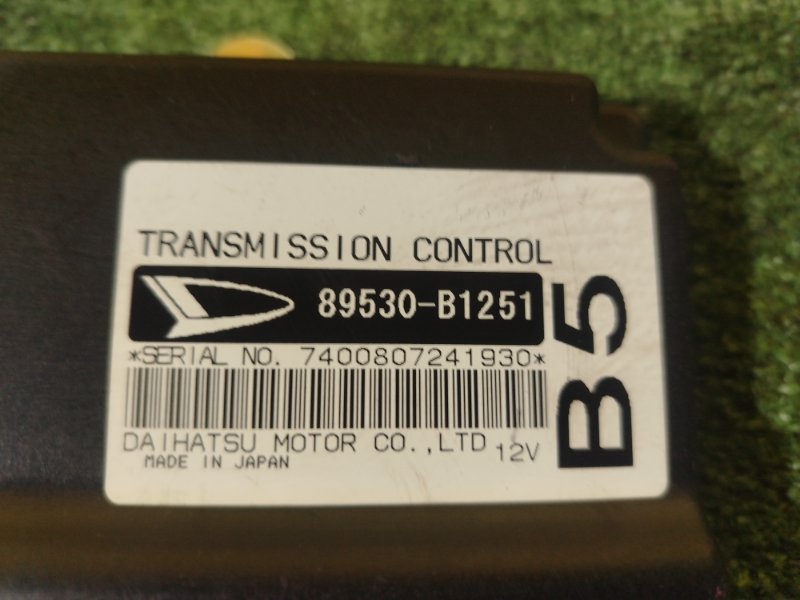 TRANSMISSION CONTROL
89530-B1251
*SERIAL NO. 7400807241930*
DAIHATSU MOTOR CO.,LTD 12V
MADE IN JAPAN
B5